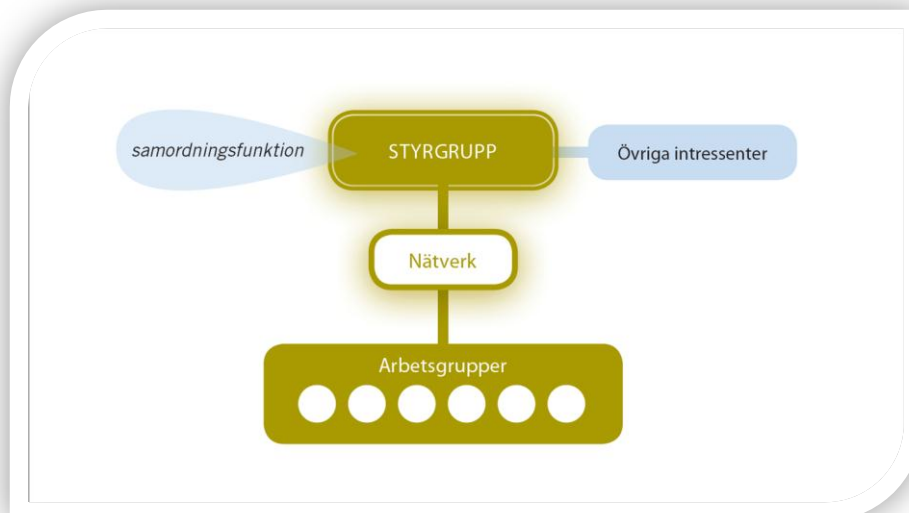 samordningsfunktion
STYRGRUPP
Övriga intressenter
Nätverk
Arbetsgrupper